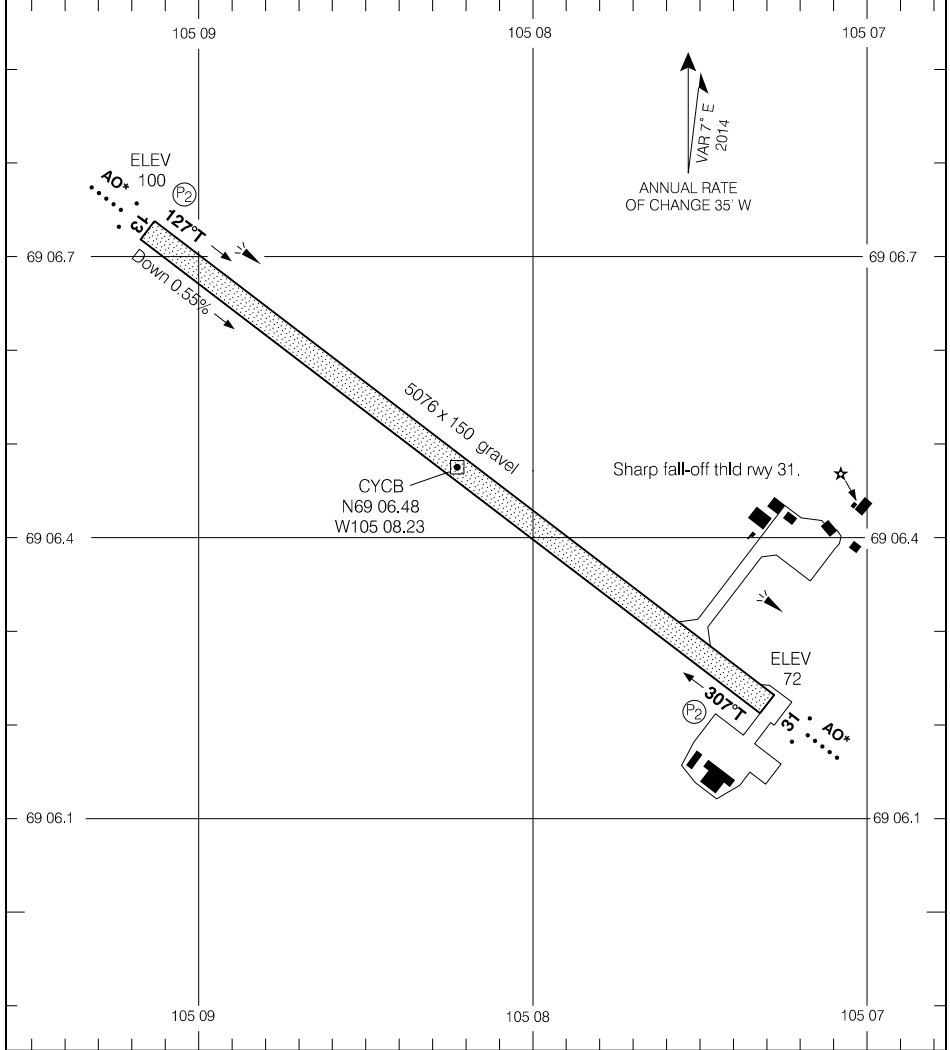 105 09
105 08
105 07
VAR 7° E
2014
ANNUAL RATE
OF CHANGE 35' W
ELEV
100
AO*
P2
13
127°T
69 06.7
69 06.7
Down 0.55%
5076 x 150 gravel
Sharp fall-off thld rwy 31.
CYCB
N69 06.48
W105 08.23
69 06.4
69 06.4
ELEV
72
307°T
P2
31
AO*
69 06.1
69 06.1
105 09
105 08
105 07